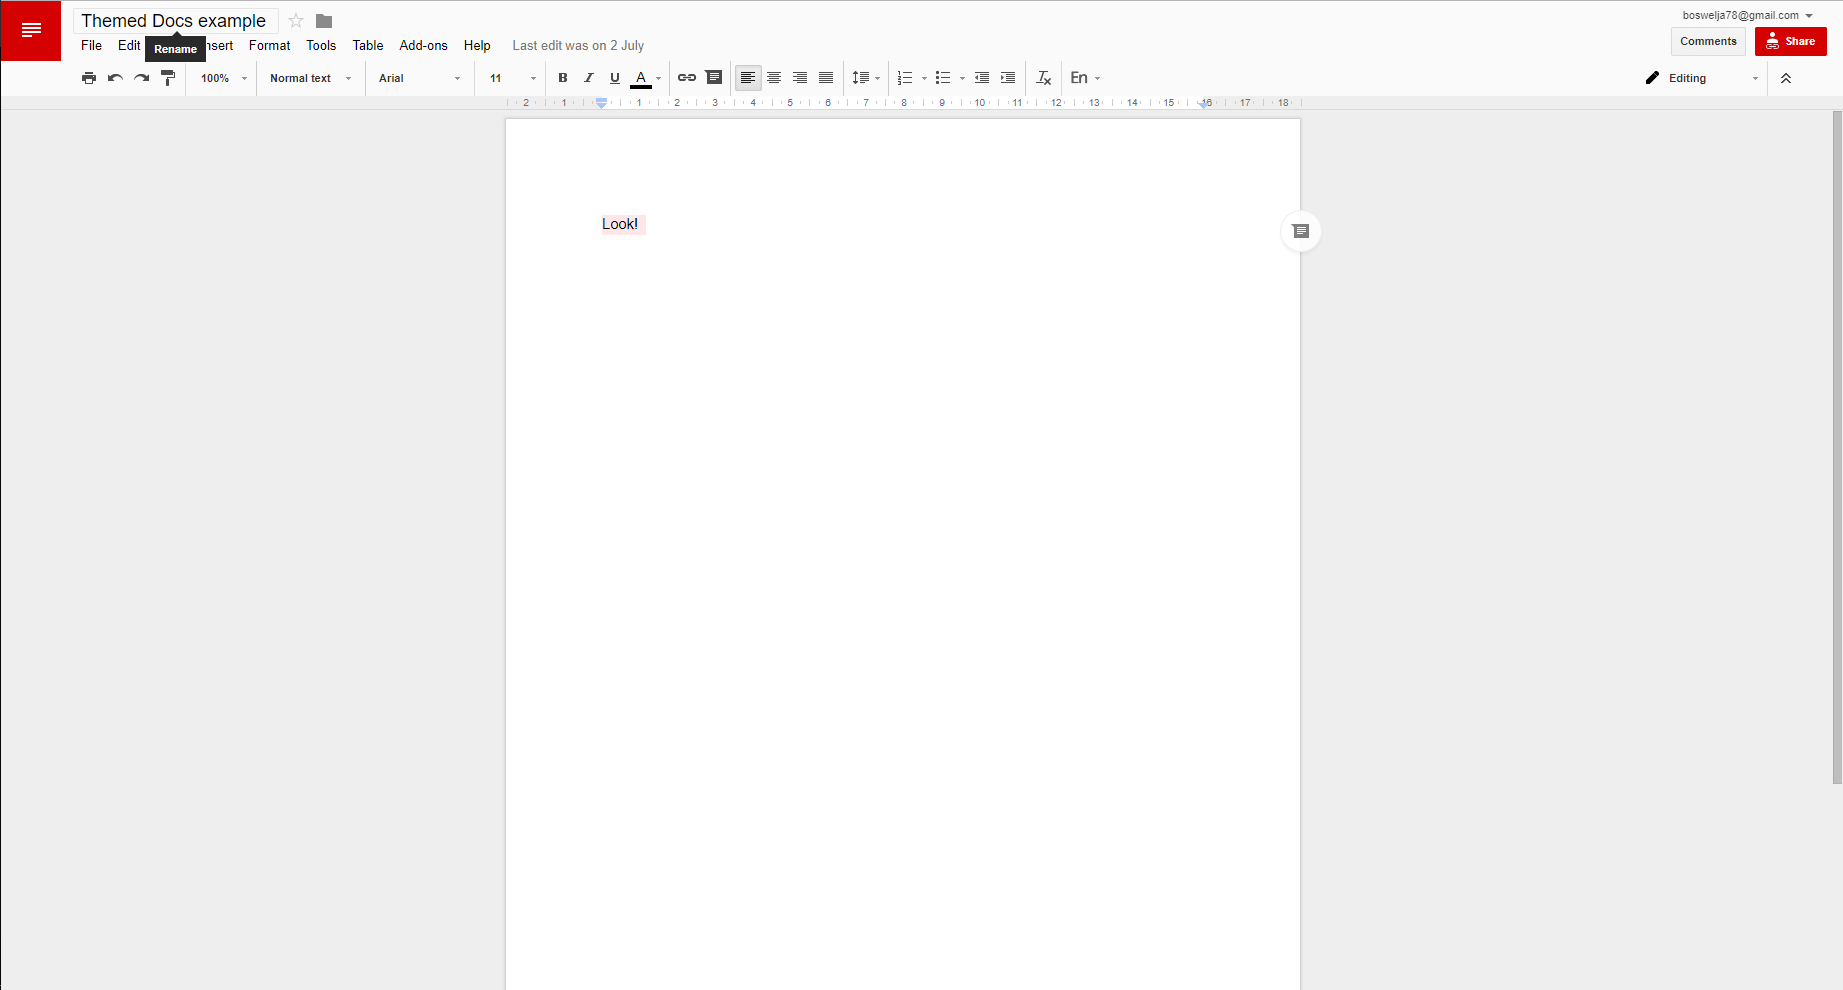 Themed Docs example
boswelja78@gmail.com
File Edit nsert Format Tools Table Add-ons Help Last edit was on 2 July
Rename
Comments Share
100% Normal text Arial 11 B I U A En Editing
2 1 1 2 3 4 5 6 7 8 9 10 11 12 13 14 15 16 17 18
Look!